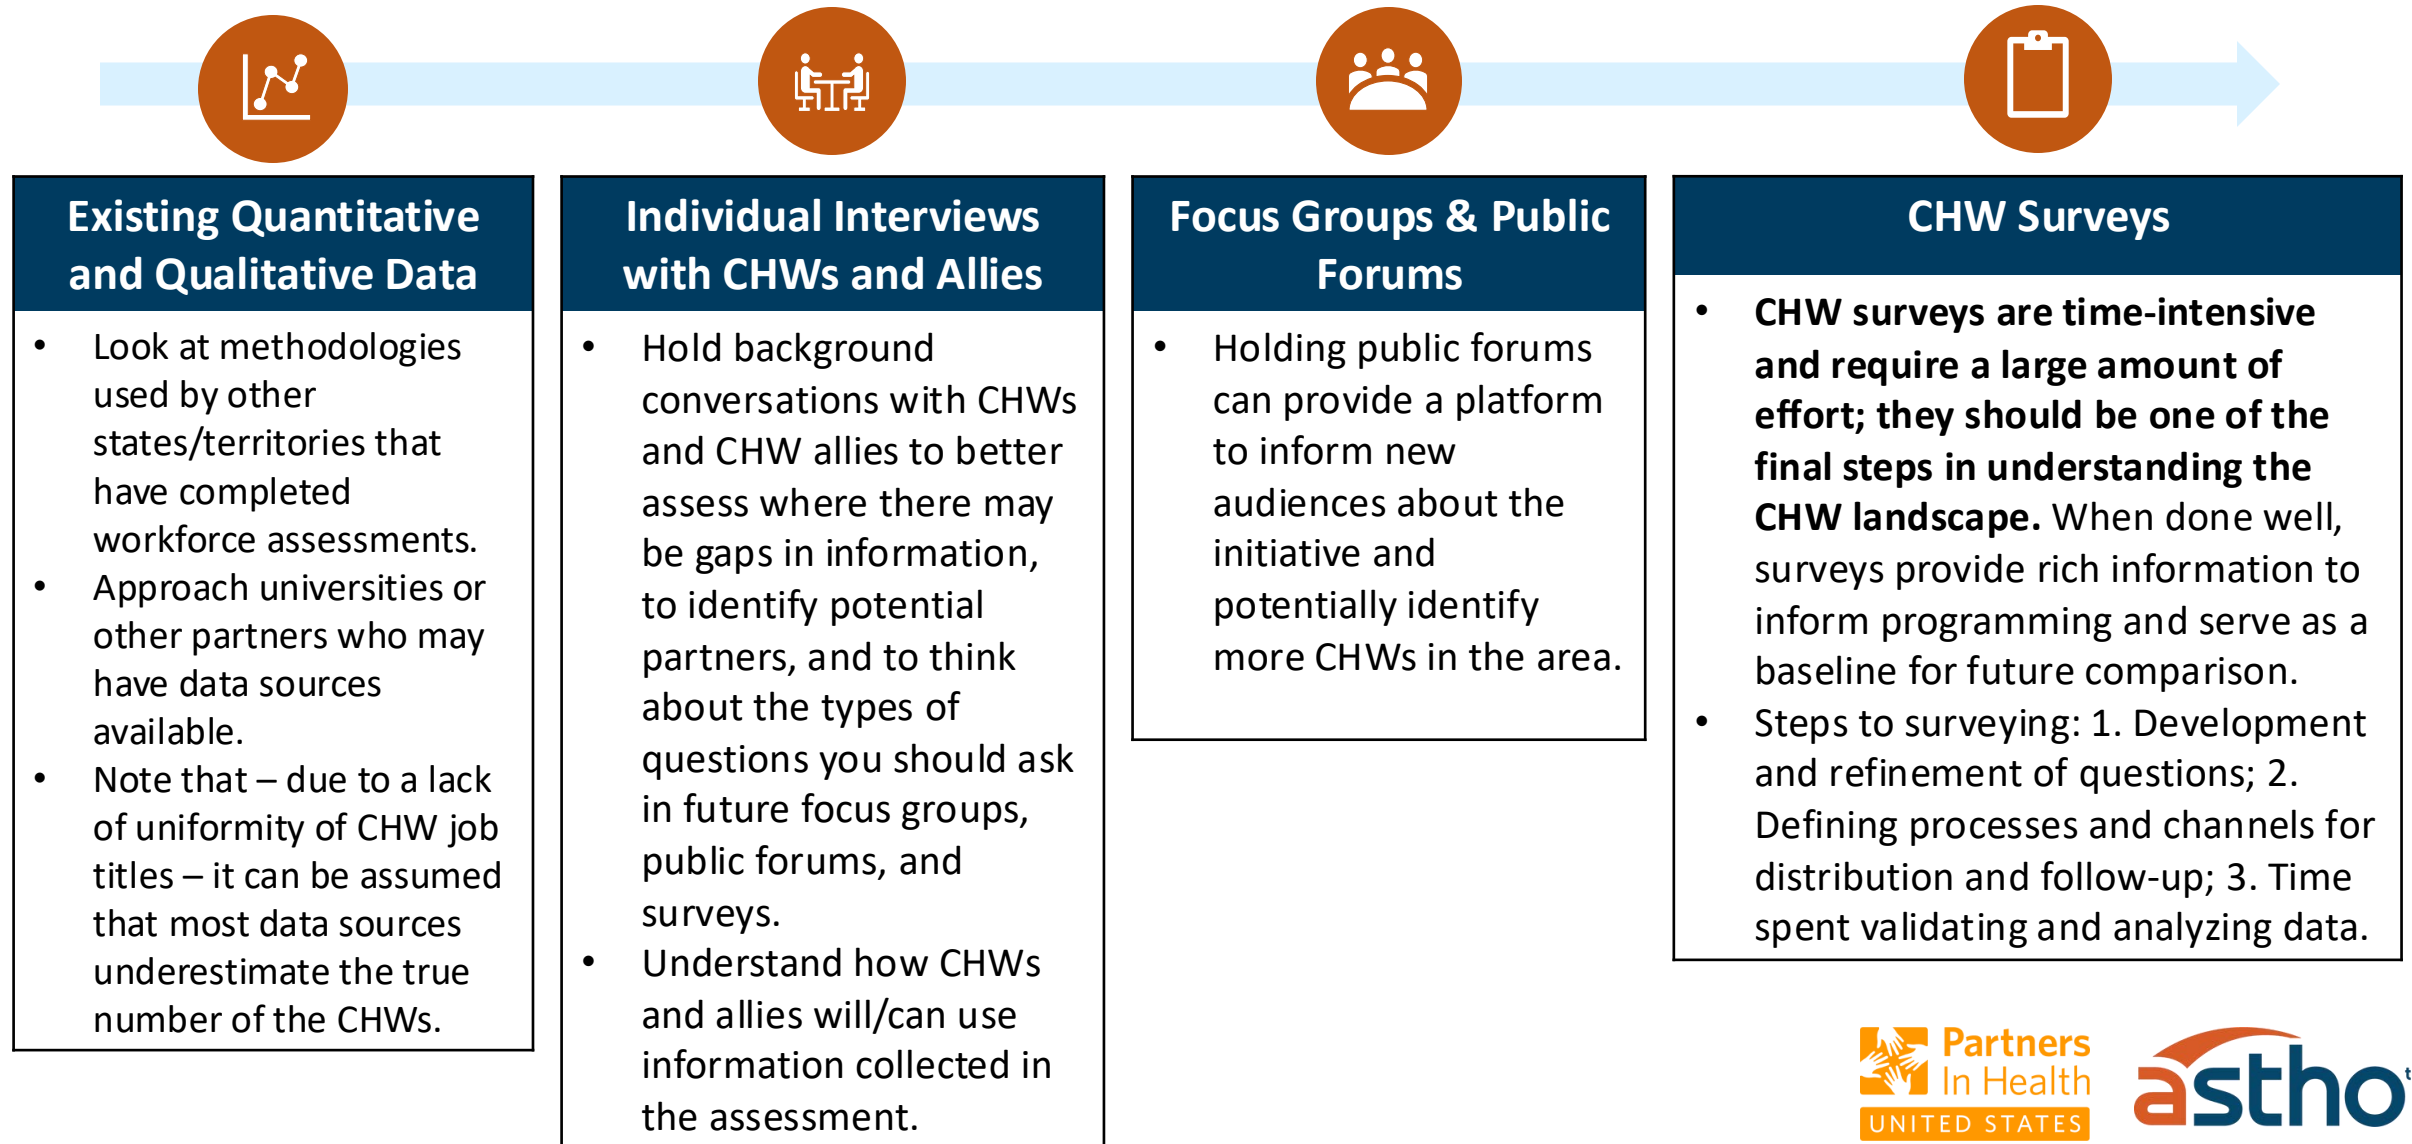 Existing Quantitative
and Qualitative Data
• Look at methodologies
used by other
states/territories that
have completed
workforce assessments.
• Approach universities or
other partners who may
have data sources
available.
• Note that – due to a lack
of uniformity of CHW job
titles – it can be assumed
that most data sources
underestimate the true
number of the CHWs.
Individual Interviews
with CHWs and Allies
• Hold background
conversations with CHWs
and CHW allies to better
assess where there may
be gaps in information,
to identify potential
partners, and to think
about the types of
questions you should ask
in future focus groups,
public forums, and
surveys.
• Understand how CHWs
and allies will/can use
information collected in
the assessment.
Focus Groups & Public
Forums
• Holding public forums
can provide a platform
to inform new
audiences about the
initiative and
potentially identify
more CHWs in the area.
CHW Surveys
• CHW surveys are time-intensive
and require a large amount of
effort; they should be one of the
final steps in understanding the
CHW landscape. When done well,
surveys provide rich information to
inform programming and serve as a
baseline for future comparison.
• Steps to surveying: 1. Development
and refinement of questions; 2.
Defining processes and channels for
distribution and follow-up; 3. Time
spent validating and analyzing data.
Partners
In Health
UNITED STATES
astho
t